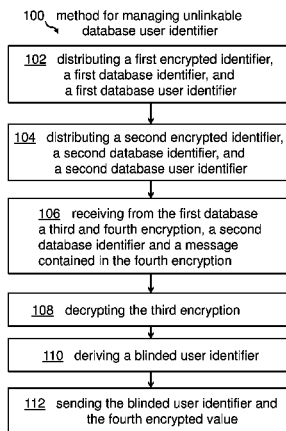 100 method for managing unlinkable
database user identifier
102 distributing a first encrypted identifier,
a first database identifier, and
a first database user identifier
104 distributing a second encrypted identifier,
a second database identifier, and
a second database user identifier
106 receiving from the first database
a third and fourth encryption, a second
database identifier and a message
contained in the fourth encryption
108 decrypting the third encryption
110 deriving a blinded user identifier
112 sending the blinded user identifier and
the fourth encrypted value